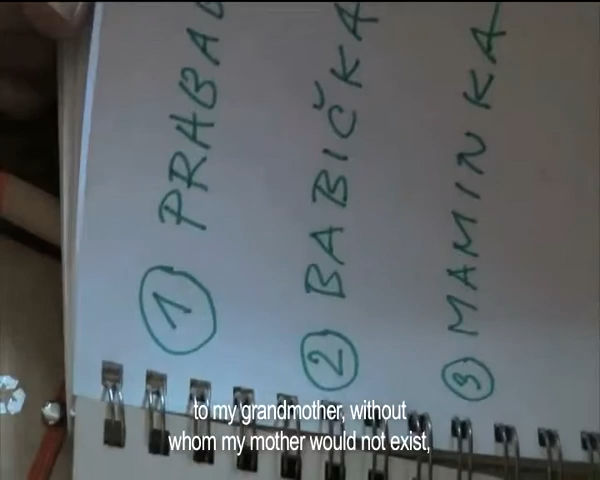 ① PRABA
② BABIČKA
③ MAMINKA
to my grandmother, without
whom my mother would not exist,